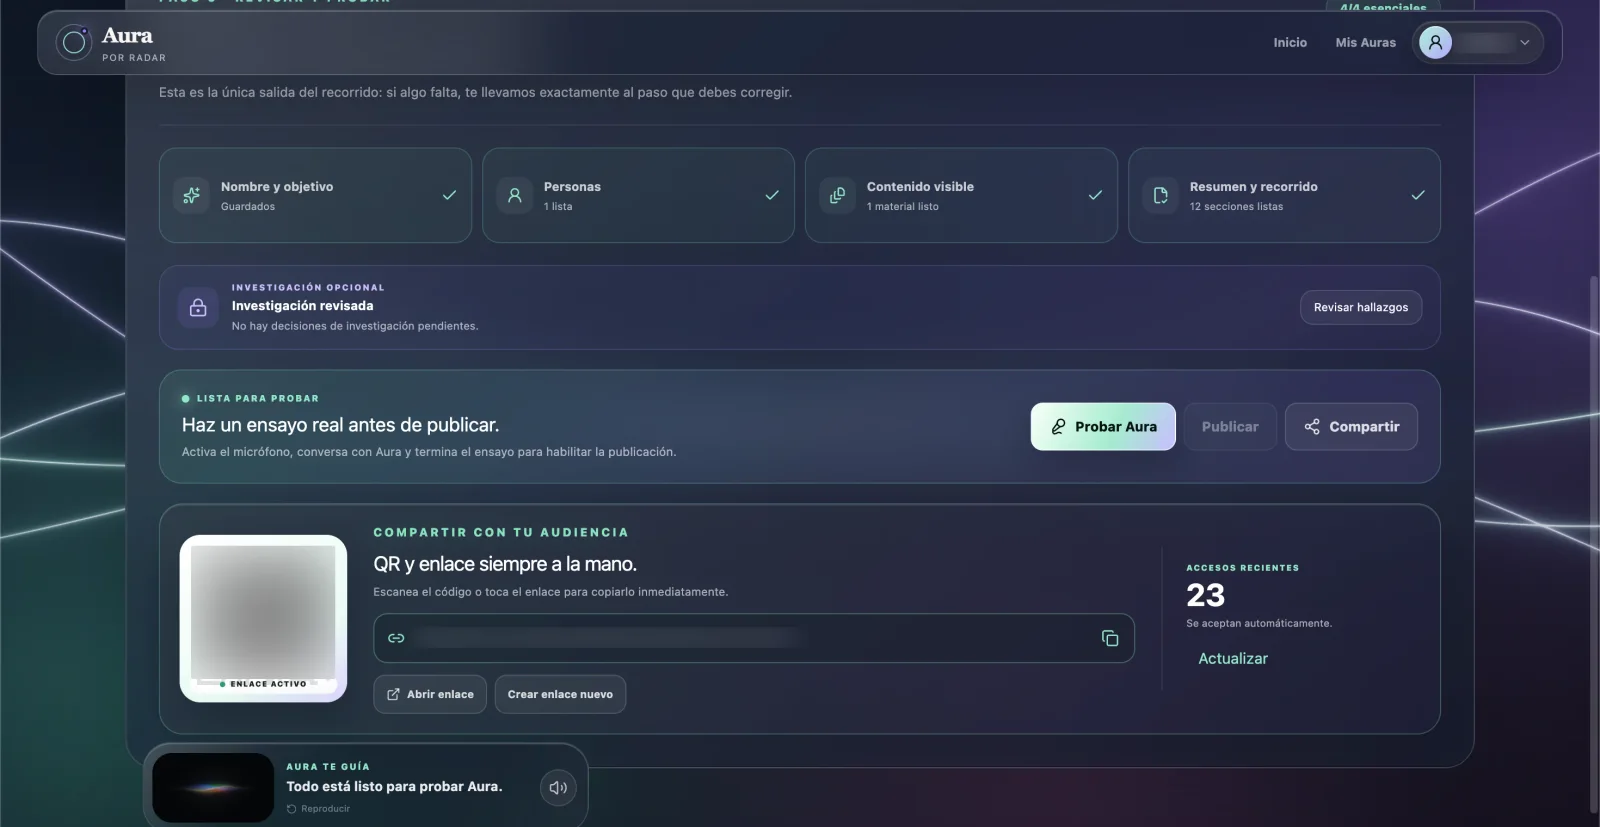 4/4 esenciales
Aura
POR RADAR
Inicio
Mis Auras
Esta es la única salida del recorrido: si algo falta, te llevamos exactamente al paso que debes corregir.
Nombre y objetivo
Guardados
Personas
1 lista
Contenido visible
1 material listo
Resumen y recorrido
12 secciones listas
INVESTIGACIÓN OPCIONAL
Investigación revisada
No hay decisiones de investigación pendientes.
Revisar hallazgos
LISTA PARA PROBAR
Haz un ensayo real antes de publicar.
Activa el micrófono, conversa con Aura y termina el ensayo para habilitar la publicación.
Probar Aura
Publicar
Compartir
ENLACE ACTIVO
COMPARTIR CON TU AUDIENCIA
QR y enlace siempre a la mano.
Escanea el código o toca el enlace para copiarlo inmediatamente.
Abrir enlace
Crear enlace nuevo
ACCESOS RECIENTES
23
Se aceptan automáticamente.
Actualizar
AURA TE GUÍA
Todo está listo para probar Aura.
Reproducir